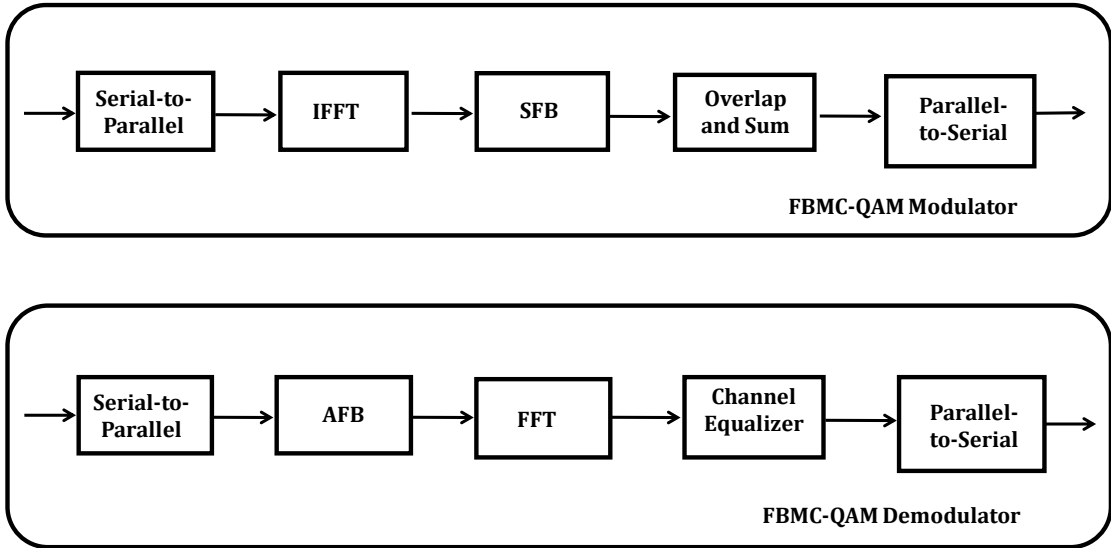 Serial-to-
Parallel
IFFT
SFB
Overlap
and Sum
Parallel-
to-Serial
FBMC-QAM Modulator
Serial-to-
Parallel
AFB
FFT
Channel
Equalizer
Parallel-
to-Serial
FBMC-QAM Demodulator